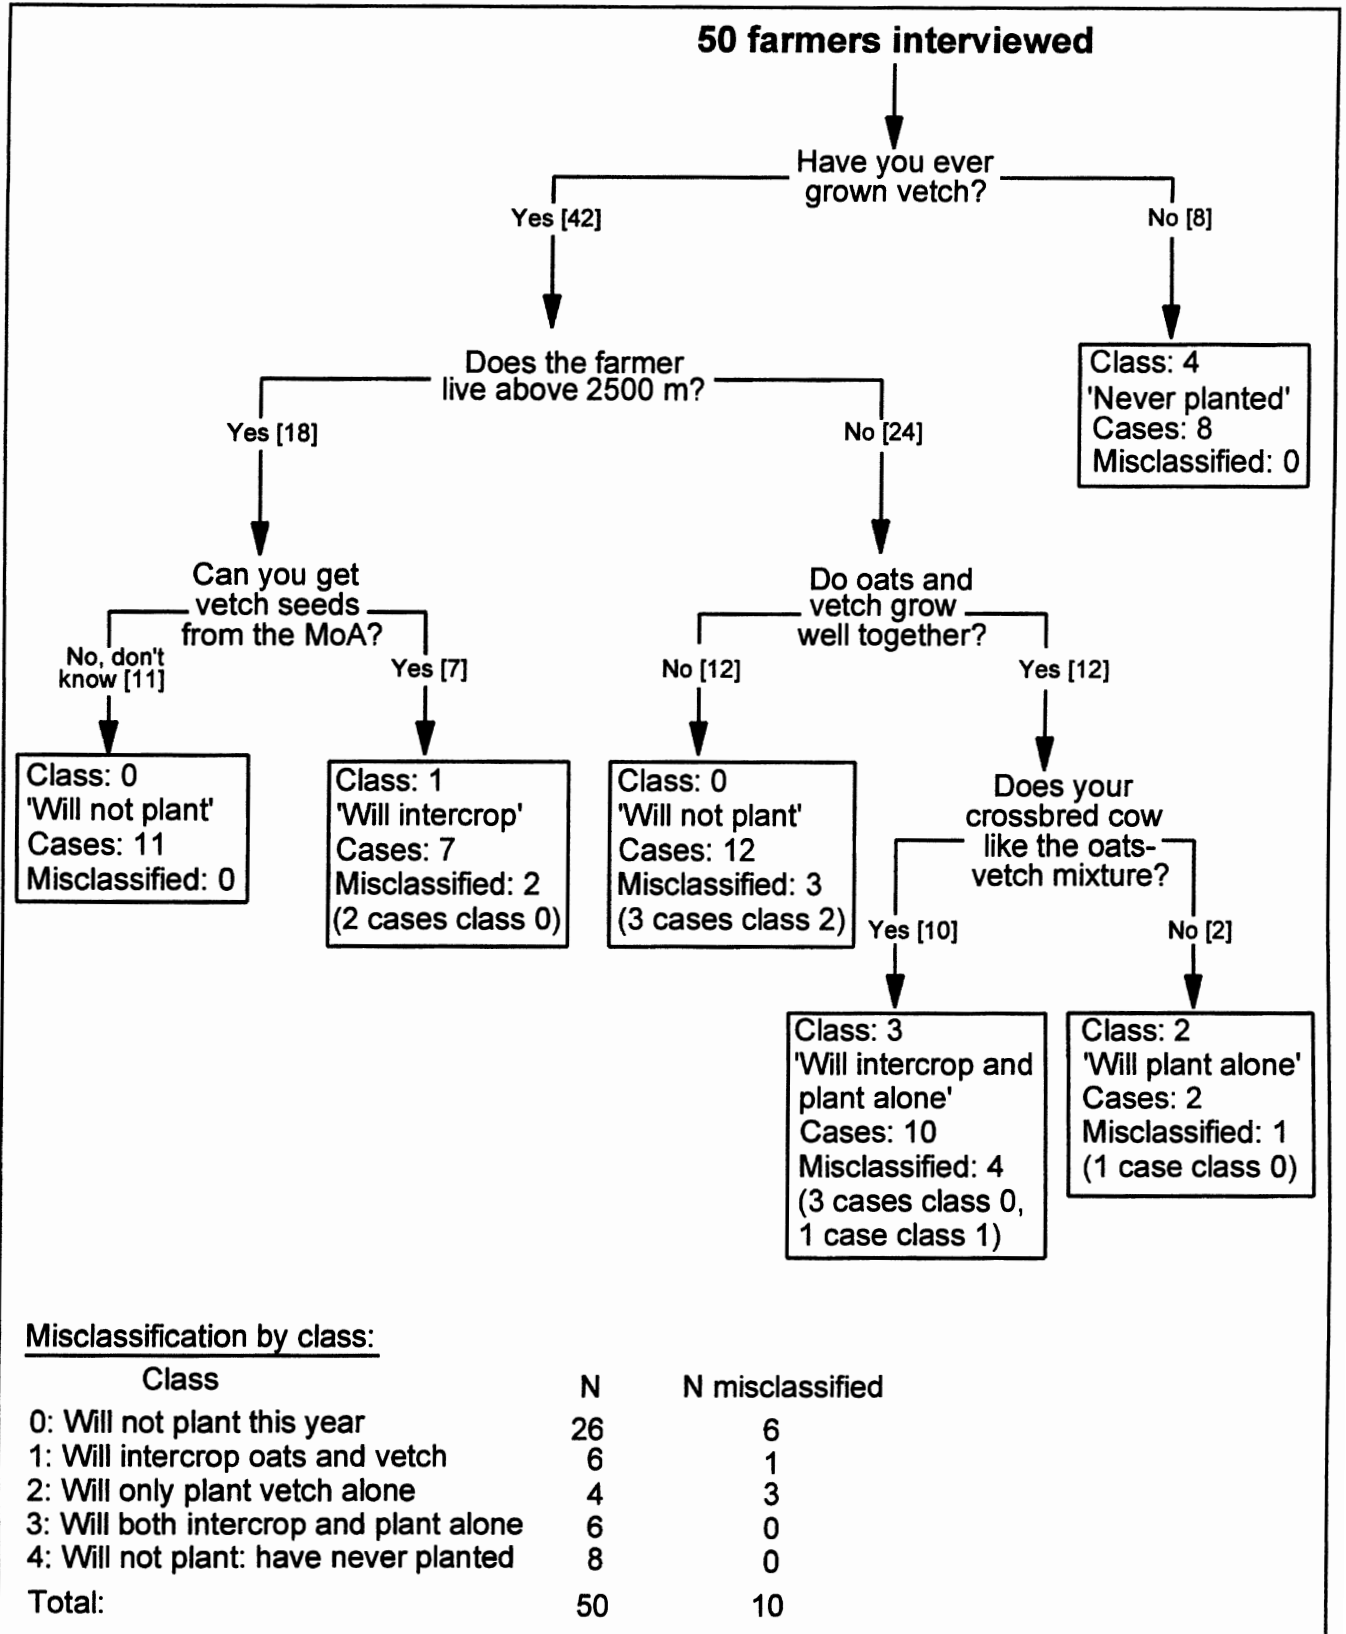 50 farmers interviewed
Have you ever
grown vetch?
Yes [42]
No [8]
Does the farmer
live above 2500 m?
Class: 4
'Never planted'
Cases: 8
Misclassified: 0
Yes [18]
No [24]
Can you get
vetch seeds
from the MoA?
Do oats and
vetch grow
well together?
No, don't
know [11]
Yes [7]
No [12]
Yes [12]
Class: 0
'Will not plant'
Cases: 11
Misclassified: 0
Class: 1
'Will intercrop'
Cases: 7
Misclassified: 2
(2 cases class 0)
Class: 0
'Will not plant'
Cases: 12
Misclassified: 3
(3 cases class 2)
Does your
crossbred cow
like the oats-
vetch mixture?
Yes [10]
No [2]
Class: 3
'Will intercrop and
plant alone'
Cases: 10
Misclassified: 4
(3 cases class 0,
1 case class 1)
Class: 2
'Will plant alone'
Cases: 2
Misclassified: 1
(1 case class 0)
Misclassification by class:
Class N N misclassified
0: Will not plant this year 26 6
1: Will intercrop oats and vetch 6 1
2: Will only plant vetch alone 4 3
3: Will both intercrop and plant alone 6 0
4: Will not plant: have never planted 8 0
Total: 50 10